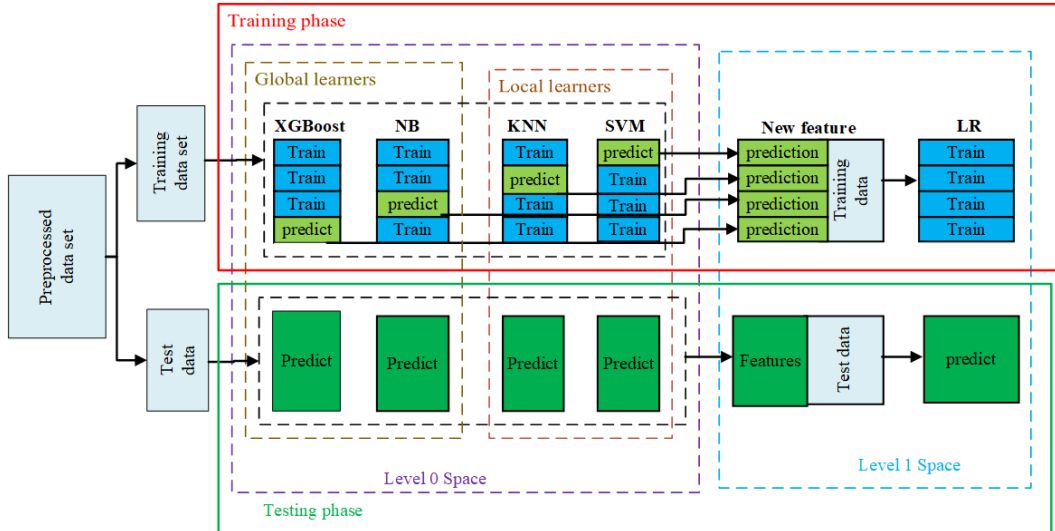 Training phase
Global learners
Local learners
XGBoost
NB
KNN
SVM
New feature
LR
Train
Train
Train
predict
Train
Train
predict
Train
Train
predict
Train
Train
predict
Train
Train
Train
prediction
prediction
prediction
prediction
Training
data
Train
Train
Train
Train
Preprocessed
data set
Training
data set
Test
data
Predict
Predict
Predict
Predict
Features
Test data
predict
Level 0 Space
Level 1 Space
Testing phase